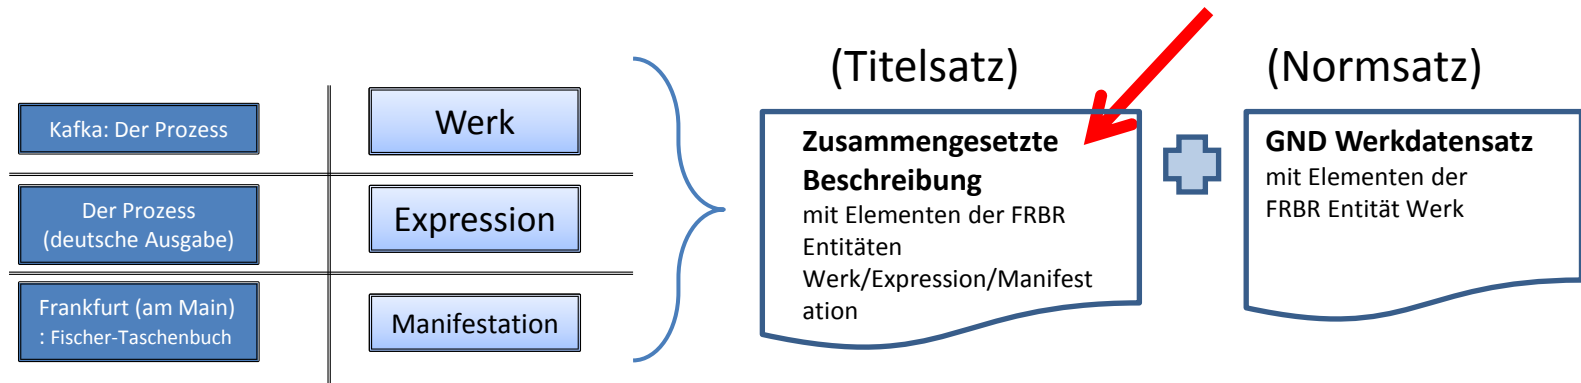 Kafka: Der Prozess
Werk
Der Prozess
(deutsche Ausgabe)
Expression
Frankfurt (am Main)
: Fischer-Taschenbuch
Manifestation
(Titelsatz)
Zusammengesetzte
Beschreibung
mit Elementen der FRBR
Entitäten
Werk/Expression/Manifest
ation
(Normsatz)
GND Werkdatensatz
mit Elementen der
FRBR Entität Werk